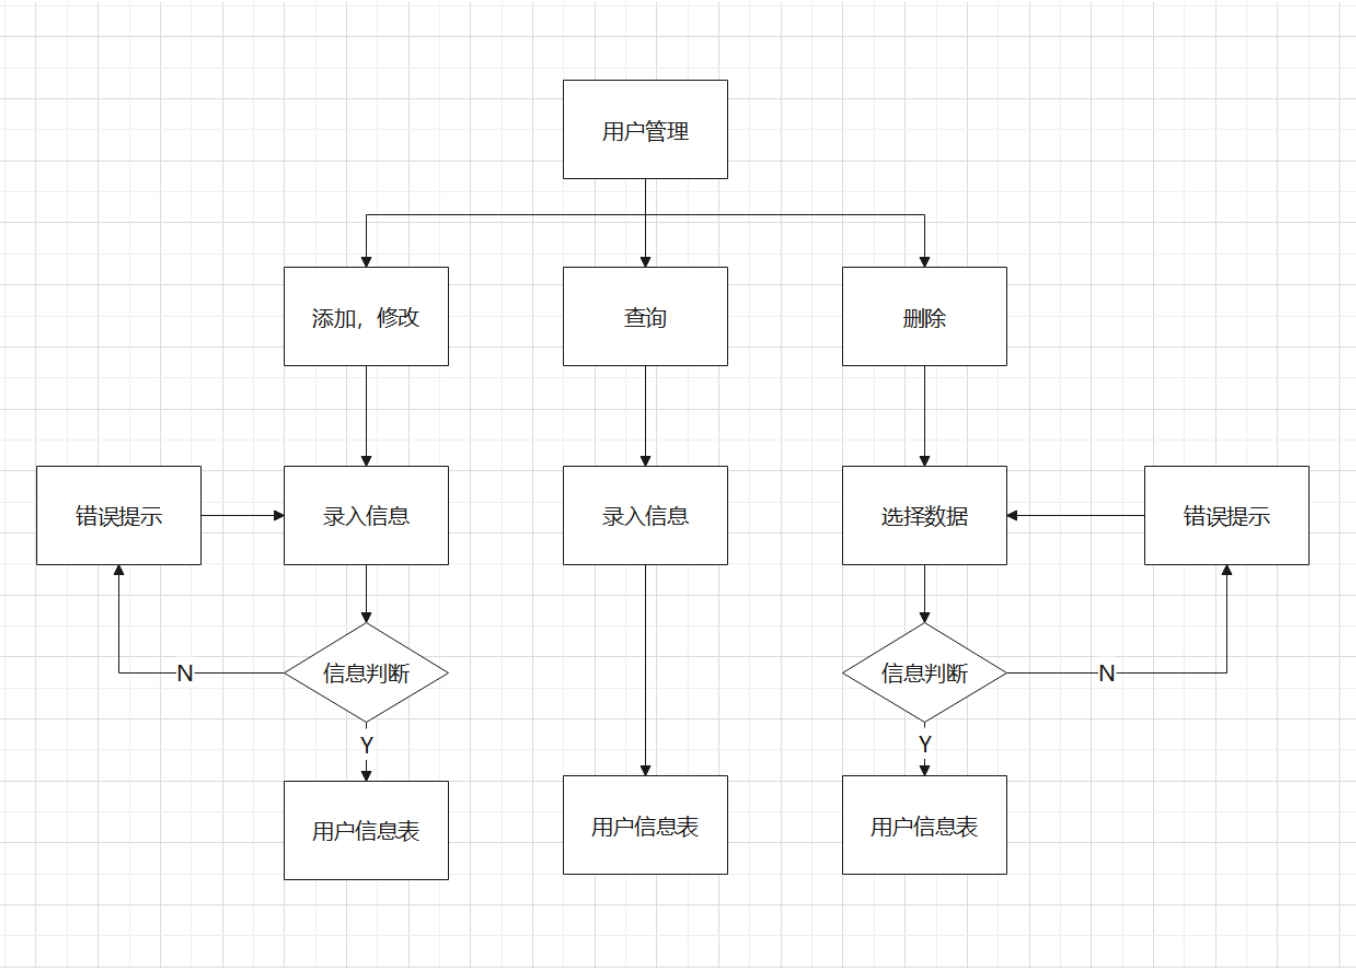 用户管理
添加，修改
查询
删除
错误提示
录入信息
录入信息
选择数据
错误提示
N
信息判断
信息判断
N
Y
Y
用户信息表
用户信息表
用户信息表